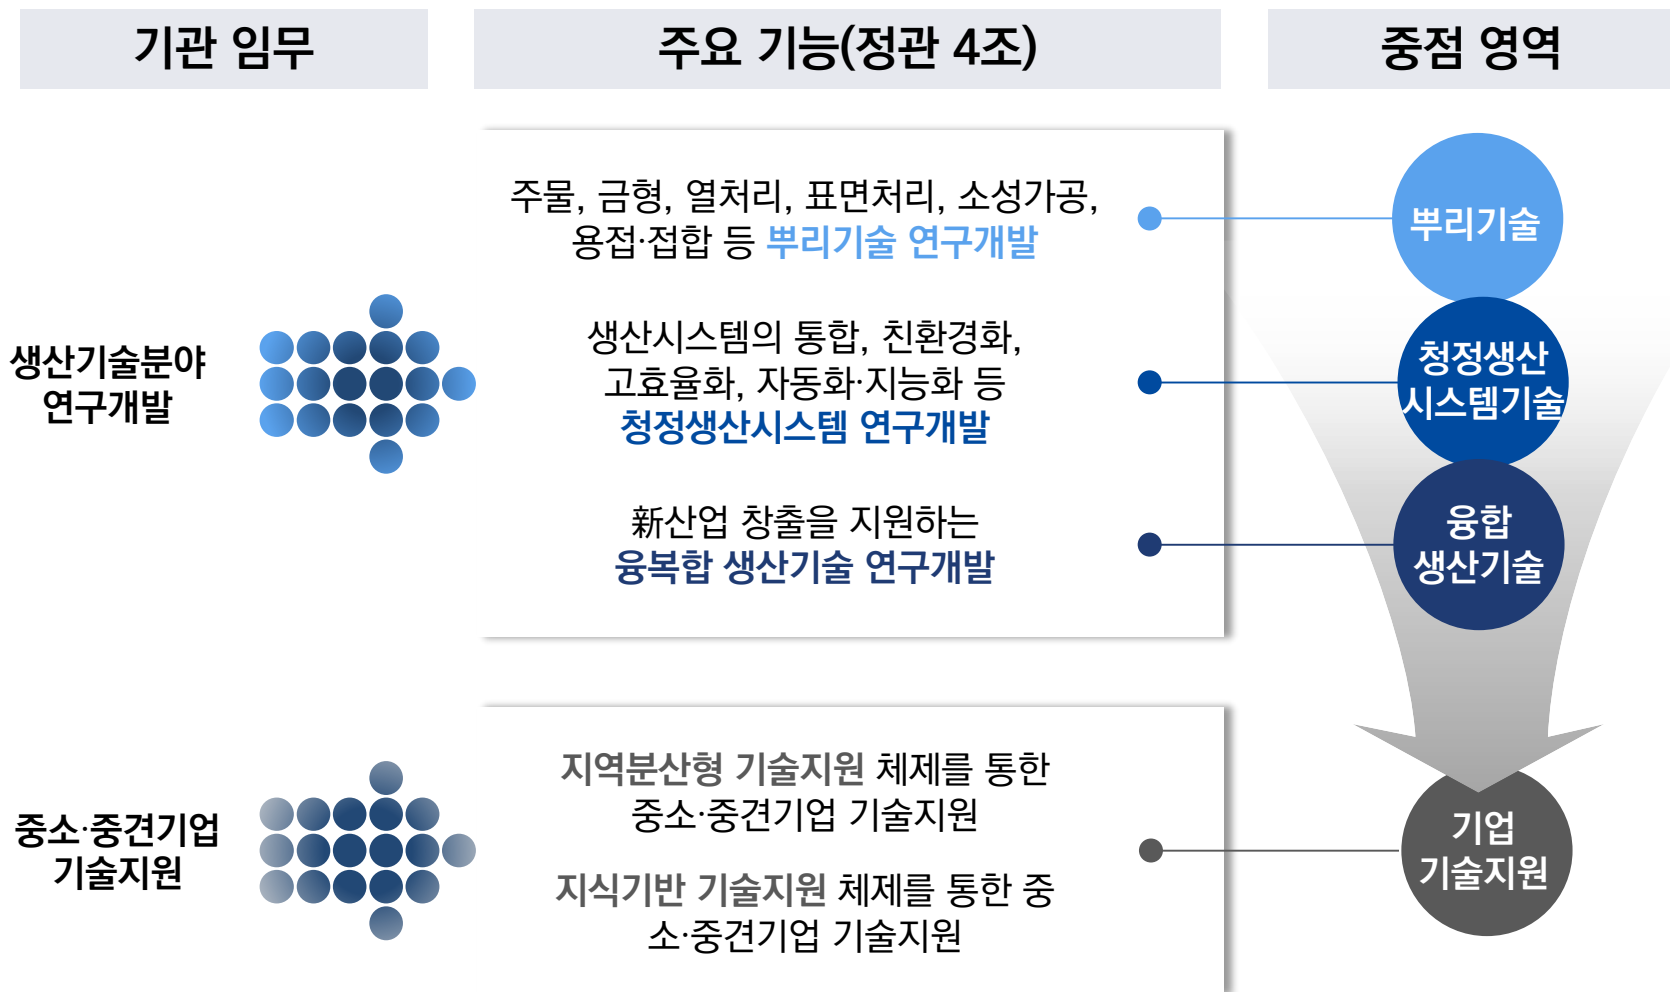 기관 임무
주요 기능(정관 4조)
중점 영역
생산기술분야
연구개발
주물, 금형, 열처리, 표면처리, 소성가공,
용접·접합 등 뿌리기술 연구개발
뿌리기술
생산시스템의 통합, 친환경화,
고효율화, 자동화·지능화 등
청정생산시스템 연구개발
청정생산
시스템기술
新산업 창출을 지원하는
융복합 생산기술 연구개발
융합
생산기술
중소·중견기업
기술지원
지역분산형 기술지원 체제를 통한
중소·중견기업 기술지원
지식기반 기술지원 체제를 통한 중
소·중견기업 기술지원
기업
기술지원